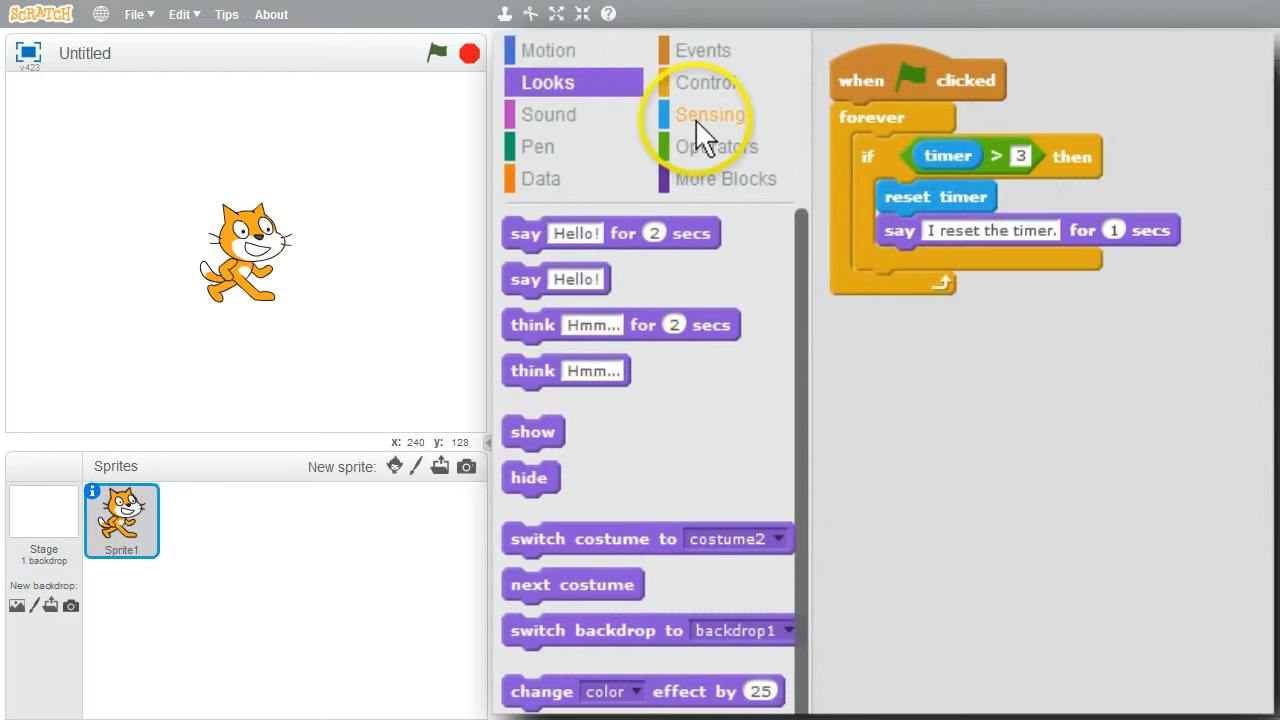 SCRATCH File Edit Tips About
v423 Untitled
Motion Events
Looks Control
Sound Sensing
Pen Operators
Data More Blocks
say Hello! for 2 secs
say Hello!
think Hmm... for 2 secs
think Hmm...
show
hide
switch costume to costume2
next costume
switch backdrop to backdrop1
change color effect by 25
when clicked
forever
if timer > 3 then
reset timer
say I reset the timer. for 1 secs
x: 240 y: 128
Sprites New sprite:
Stage
1 backdrop
New backdrop:
Sprite1